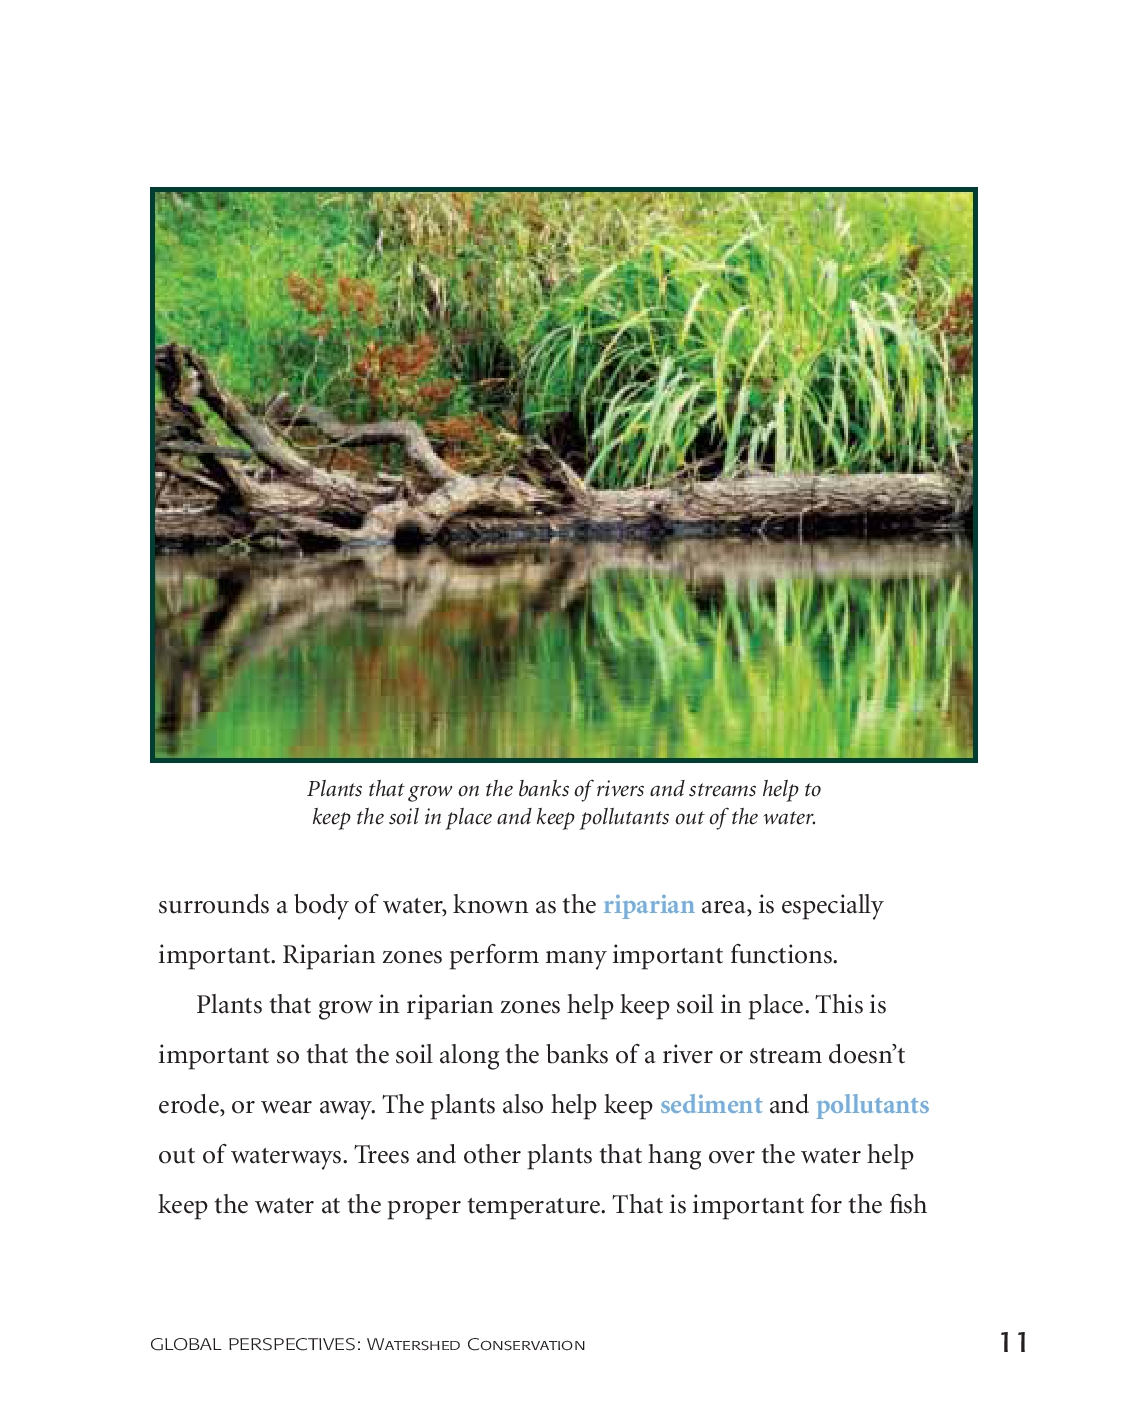 Plants that grow on the banks of rivers and streams help to
keep the soil in place and keep pollutants out of the water.
surrounds a body of water, known as the riparian area, is especially
important. Riparian zones perform many important functions.
Plants that grow in riparian zones help keep soil in place. This is
important so that the soil along the banks of a river or stream doesn’t
erode, or wear away. The plants also help keep sediment and pollutants
out of waterways. Trees and other plants that hang over the water help
keep the water at the proper temperature. That is important for the fish
GLOBAL PERSPECTIVES: Watershed Conservation
11